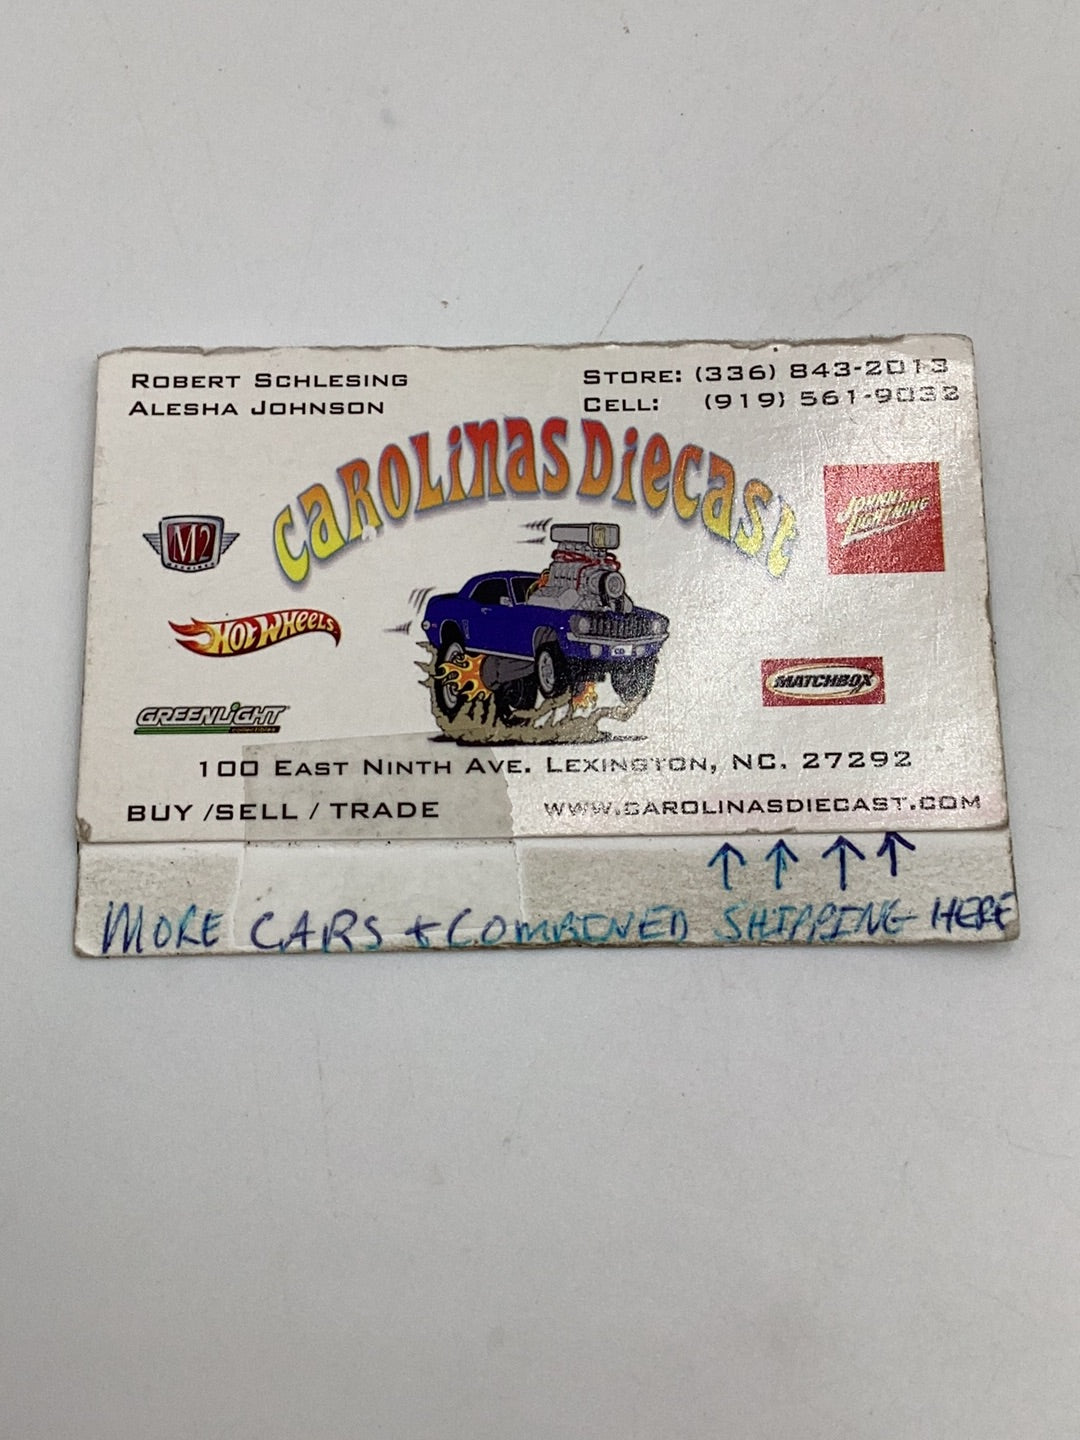 ROBERT SCHLESING
ALESHA JOHNSON
STORE: (336) 843-2013
CELL: (919) 561-9032
CAROLINAS DIECAST
M2
MACHINES
JOHNNY LIGHTNING
HOT WHEELS
MATCHBOX
GREENLIGHT
CD
100 EAST NINTH AVE. LEXINGTON, NC. 27292
BUY /SELL / TRADE
WWW.CAROLINASDIECAST.COM
↑ ↑ ↑ ↑
MORE CARS + COMBINED SHIPPING HERE